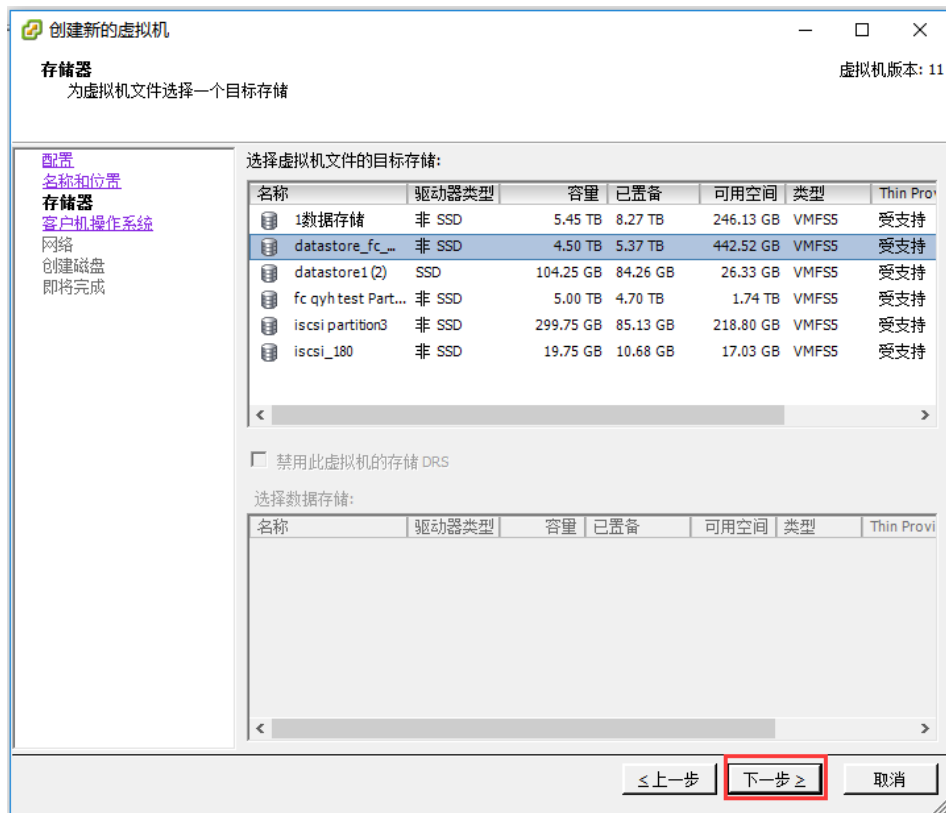 创建新的虚拟机
存储器
为虚拟机文件选择一个目标存储
虚拟机版本: 11
配置
名称和位置
存储器
客户机操作系统
网络
创建磁盘
即将完成
选择虚拟机文件的目标存储:
名称 驱动器类型 容量 已置备 可用空间 类型 Thin Pro
1数据存储 非 SSD 5.45 TB 8.27 TB 246.13 GB VMFS5 受支持
datastore_fc_... 非 SSD 4.50 TB 5.37 TB 442.52 GB VMFS5 受支持
datastore1 (2) SSD 104.25 GB 84.26 GB 26.33 GB VMFS5 受支持
fc qyh test Part... 非 SSD 5.00 TB 4.70 TB 1.74 TB VMFS5 受支持
iscsi partition3 非 SSD 299.75 GB 85.13 GB 218.80 GB VMFS5 受支持
iscsi_180 非 SSD 19.75 GB 10.68 GB 17.03 GB VMFS5 受支持
禁用此虚拟机的存储 DRS
选择数据存储:
名称 驱动器类型 容量 已置备 可用空间 类型 Thin Provi
≤上一步 下一步 ≥ 取消